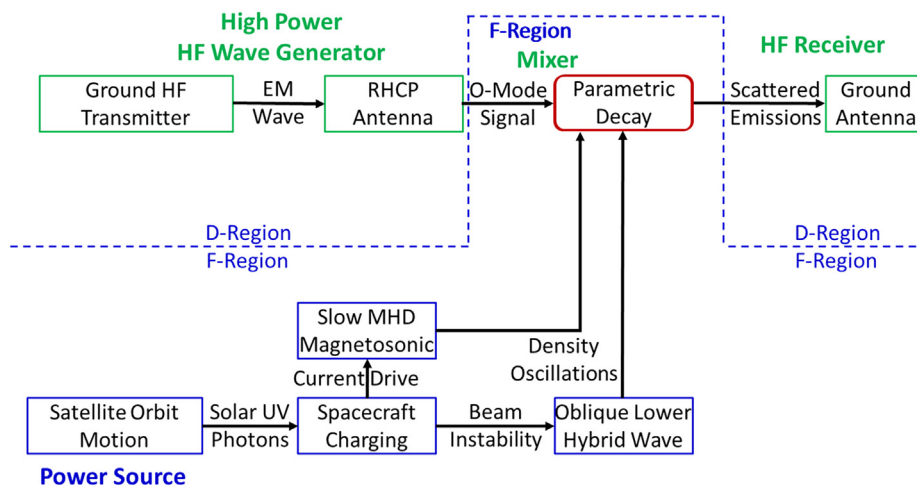 High Power
HF Wave Generator
F-Region
Mixer
HF Receiver
Ground HF
Transmitter
EM
Wave
RHCP
Antenna
O-Mode
Signal
Parametric
Decay
Scattered
Emissions
Ground
Antenna
D-Region
F-Region
D-Region
F-Region
Slow MHD
Magnetosonic
Density
Oscillations
Current Drive
Satellite Orbit
Motion
Solar UV
Photons
Spacecraft
Charging
Beam
Instability
Oblique Lower
Hybrid Wave
Power Source